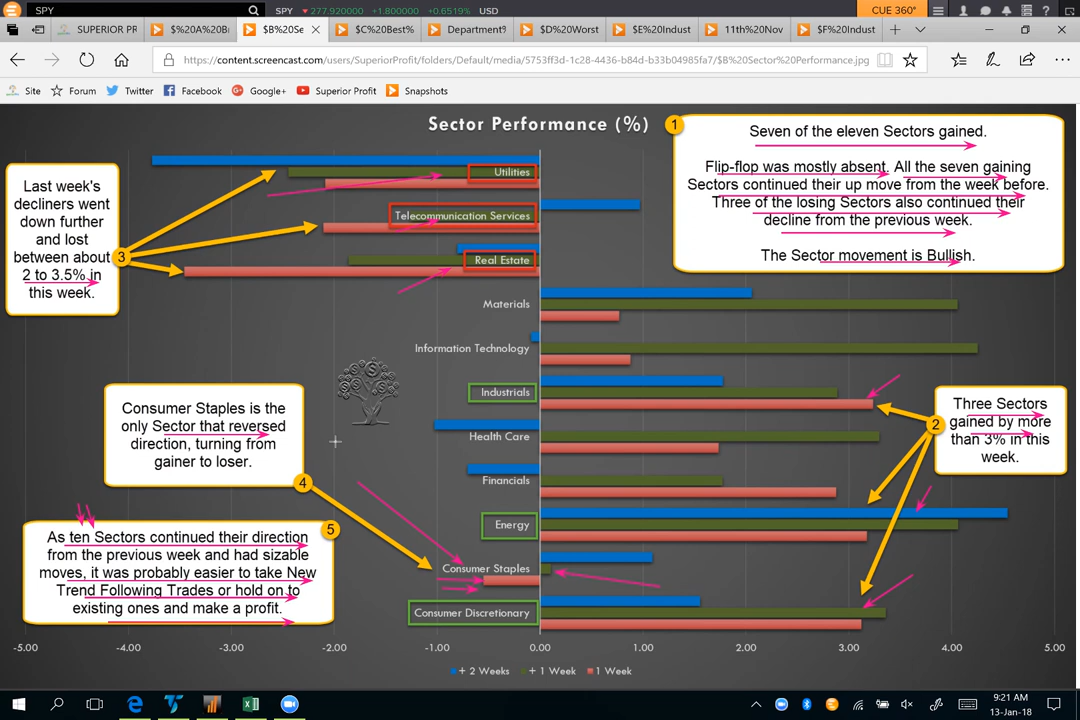 SPY
SPY 277.920000 +1.800000 +0.6519% USD
CUE 360°
SUPERIOR PR
$%20A%20B
$B%20Se
$C%20Best%
Department9
$D%20Worst
$E%20Indust
11th%20Nov
$F%20Indust
https://content.screencast.com/users/SuperiorProfit/folders/Default/media/5753ff3d-1c28-4436-b84d-b33b04985fa7/$B%20Sector%20Performance.jpg
Site Forum Twitter Facebook Google+ Superior Profit Snapshots
Sector Performance (%)
1
Seven of the eleven Sectors gained.
Flip-flop was mostly absent. All the seven gaining
Sectors continued their up move from the week before.
Three of the losing Sectors also continued their
decline from the previous week.
The Sector movement is Bullish.
Last week's
decliners went
down further
and lost
between about
2 to 3.5% in
this week.
3
Utilities
Telecommunication Services
Real Estate
Materials
Information Technology
Industrials
Health Care
Financials
Energy
Consumer Staples
Consumer Discretionary
2
Three Sectors
gained by more
than 3% in this
week.
Consumer Staples is the
only Sector that reversed
direction, turning from
gainer to loser.
4
5
As ten Sectors continued their direction
from the previous week and had sizable
moves, it was probably easier to take New
Trend Following Trades or hold on to
existing ones and make a profit.
-5.00 -4.00 -3.00 -2.00 -1.00 0.00 1.00 2.00 3.00 4.00 5.00
+ 2 Weeks + 1 Week 1 Week
9:21 AM
13-Jan-18